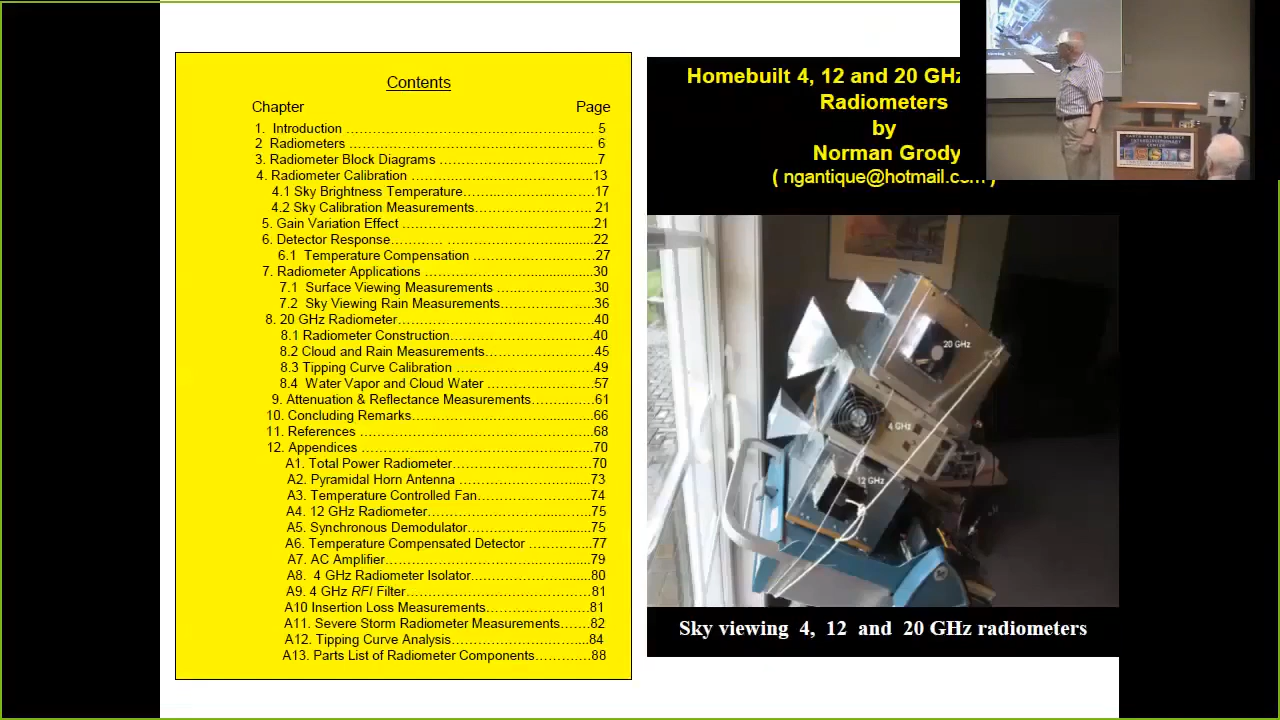 Contents
Chapter Page
1. Introduction ........................................................ 5
2 Radiometers ........................................................ 6
3. Radiometer Block Diagrams ....................................7
4. Radiometer Calibration ..........................................13
4.1 Sky Brightness Temperature.................................17
4.2 Sky Calibration Measurements............................ 21
5. Gain Variation Effect ..............................................21
6. Detector Response........... .....................................22
6.1 Temperature Compensation ................................27
7. Radiometer Applications .........................................30
7.1 Surface Viewing Measurements ..........................30
7.2 Sky Viewing Rain Measurements........................36
8. 20 GHz Radiometer.................................................40
8.1 Radiometer Construction.....................................40
8.2 Cloud and Rain Measurements............................45
8.3 Tipping Curve Calibration ....................................49
8.4 Water Vapor and Cloud Water .............................57
9. Attenuation & Reflectance Measurements................61
10. Concluding Remarks..............................................66
11. References ............................................................68
12. Appendices ...........................................................70
A1. Total Power Radiometer.......................................70
A2. Pyramidal Horn Antenna .....................................73
A3. Temperature Controlled Fan.................................74
A4. 12 GHz Radiometer..............................................75
A5. Synchronous Demodulator...................................75
A6. Temperature Compensated Detector ..................77
A7. AC Amplifier.........................................................79
A8. 4 GHz Radiometer Isolator...................................80
A9. 4 GHz RFI Filter....................................................81
A10 Insertion Loss Measurements..............................81
A11. Severe Storm Radiometer Measurements.........82
A12. Tipping Curve Analysis.......................................84
A13. Parts List of Radiometer Components...............88
Homebuilt 4, 12 and 20 GHz
Radiometers
by
Norman Grody
( ngantique@hotmail.com )
20 GHz
4 GHz
12 GHz
Sky viewing 4, 12 and 20 GHz radiometers